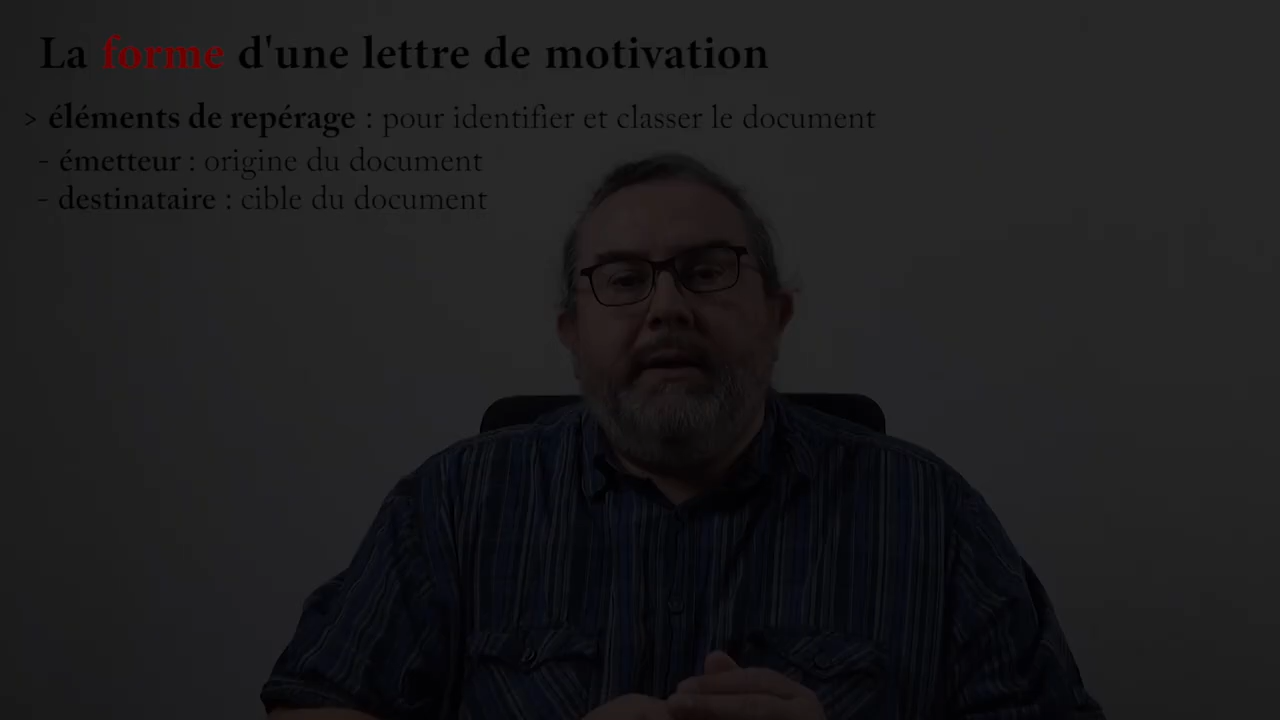 La forme d'une lettre de motivation
> éléments de repérage : pour identifier et classer le document
- émetteur : origine du document
- destinataire : cible du document